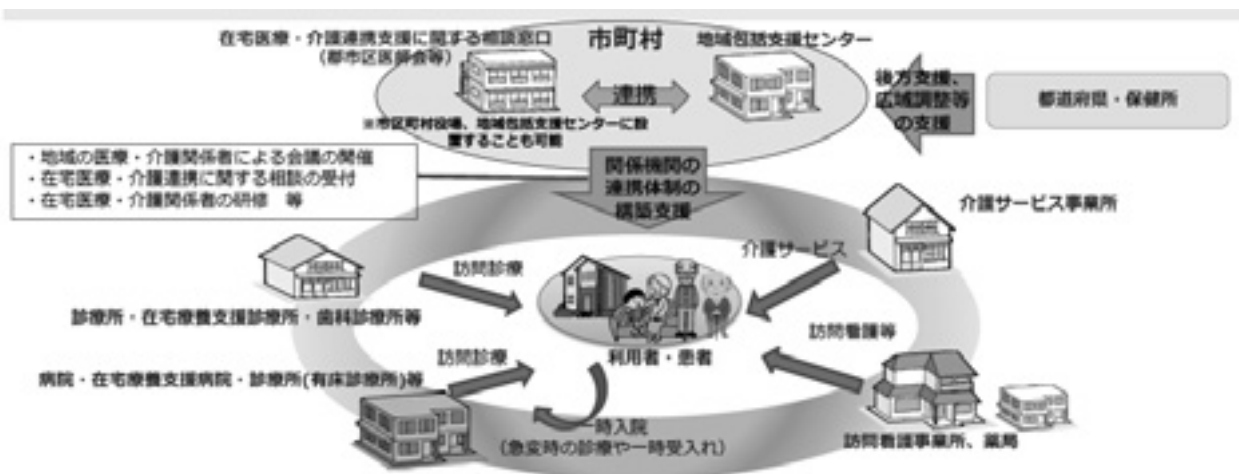 市町村
在宅医療・介護連携支援に関する相談窓口
（郡市区医師会等）
地域包括支援センター
連携
※市区町村役場、地域包括支援センターに設
置することも可能
後方支援、
広域調整等
の支援
都道府県・保健所
・地域の医療・介護関係者による会議の開催
・在宅医療・介護連携に関する相談の受付
・在宅医療・介護関係者の研修 等
関係機関の
連携体制の
構築支援
介護サービス事業所
介護サービス
訪問診療
診療所・在宅療養支援診療所・歯科診療所等
利用者・患者
訪問看護等
訪問診療
病院・在宅療養支援病院・診療所(有床診療所)等
一時入院
（急変時の診療や一時受入れ）
訪問看護事業所、薬局